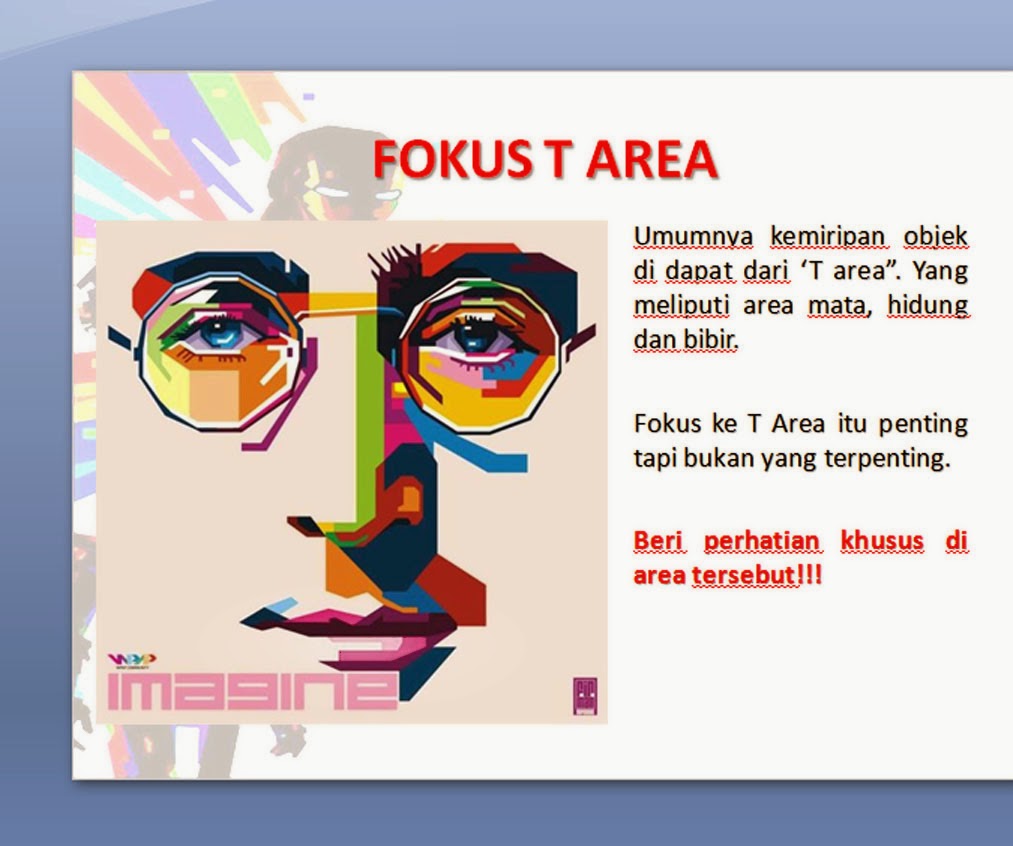 FOKUS T AREA
Umumnya kemiripan objek
di dapat dari ‘T area”. Yang
meliputi area mata, hidung
dan bibir.
Fokus ke T Area itu penting
tapi bukan yang terpenting.
Beri perhatian khusus di
area tersebut!!!
WPAP
imagine